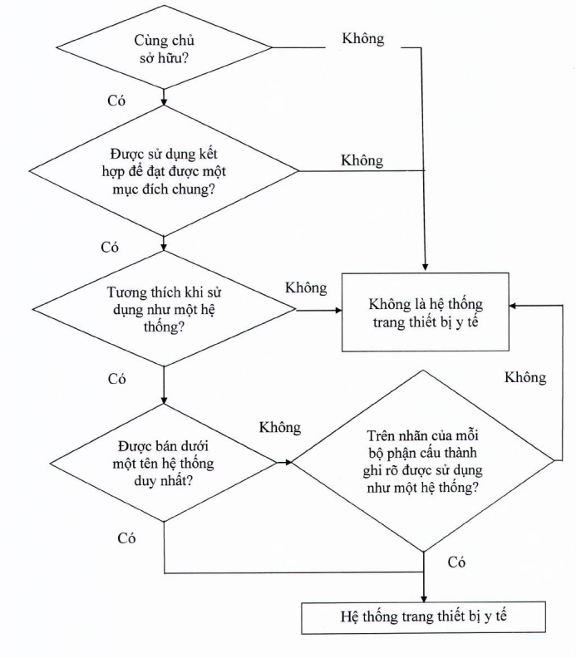 Cùng chủ
sở hữu?
Không
Có
Được sử dụng kết
hợp để đạt được một
mục đích chung?
Không
Có
Tương thích khi sử
dụng như một hệ
thống?
Không
Không là hệ thống
trang thiết bị y tế
Có
Không
Được bán dưới
một tên hệ thống
duy nhất?
Không
Trên nhãn của mỗi
bộ phận cấu thành
ghi rõ được sử dụng
như một hệ thống?
Có
Có
Hệ thống trang thiết bị y tế